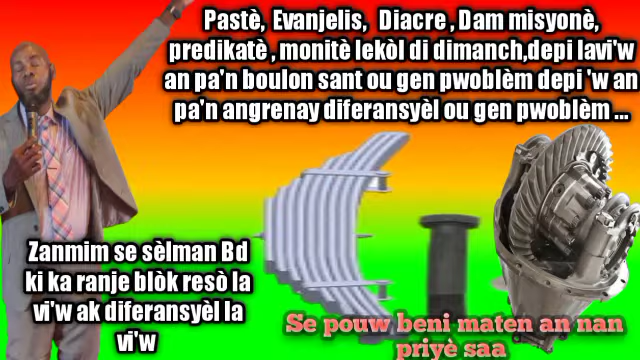 Pastè, Evanjelis, Diacre , Dam misyonè,
predikatè , monitè lekòl di dimanch,depi lavi'w
an pa'n boulon sant ou gen pwoblèm depi 'w an
pa'n angrenay diferansyèl ou gen pwoblèm ...
Zanmim se sèlman Bd
ki ka ranje blòk resò la
vi'w ak diferansyèl la
vi'w
Se pouw beni maten an nan
priyè saa